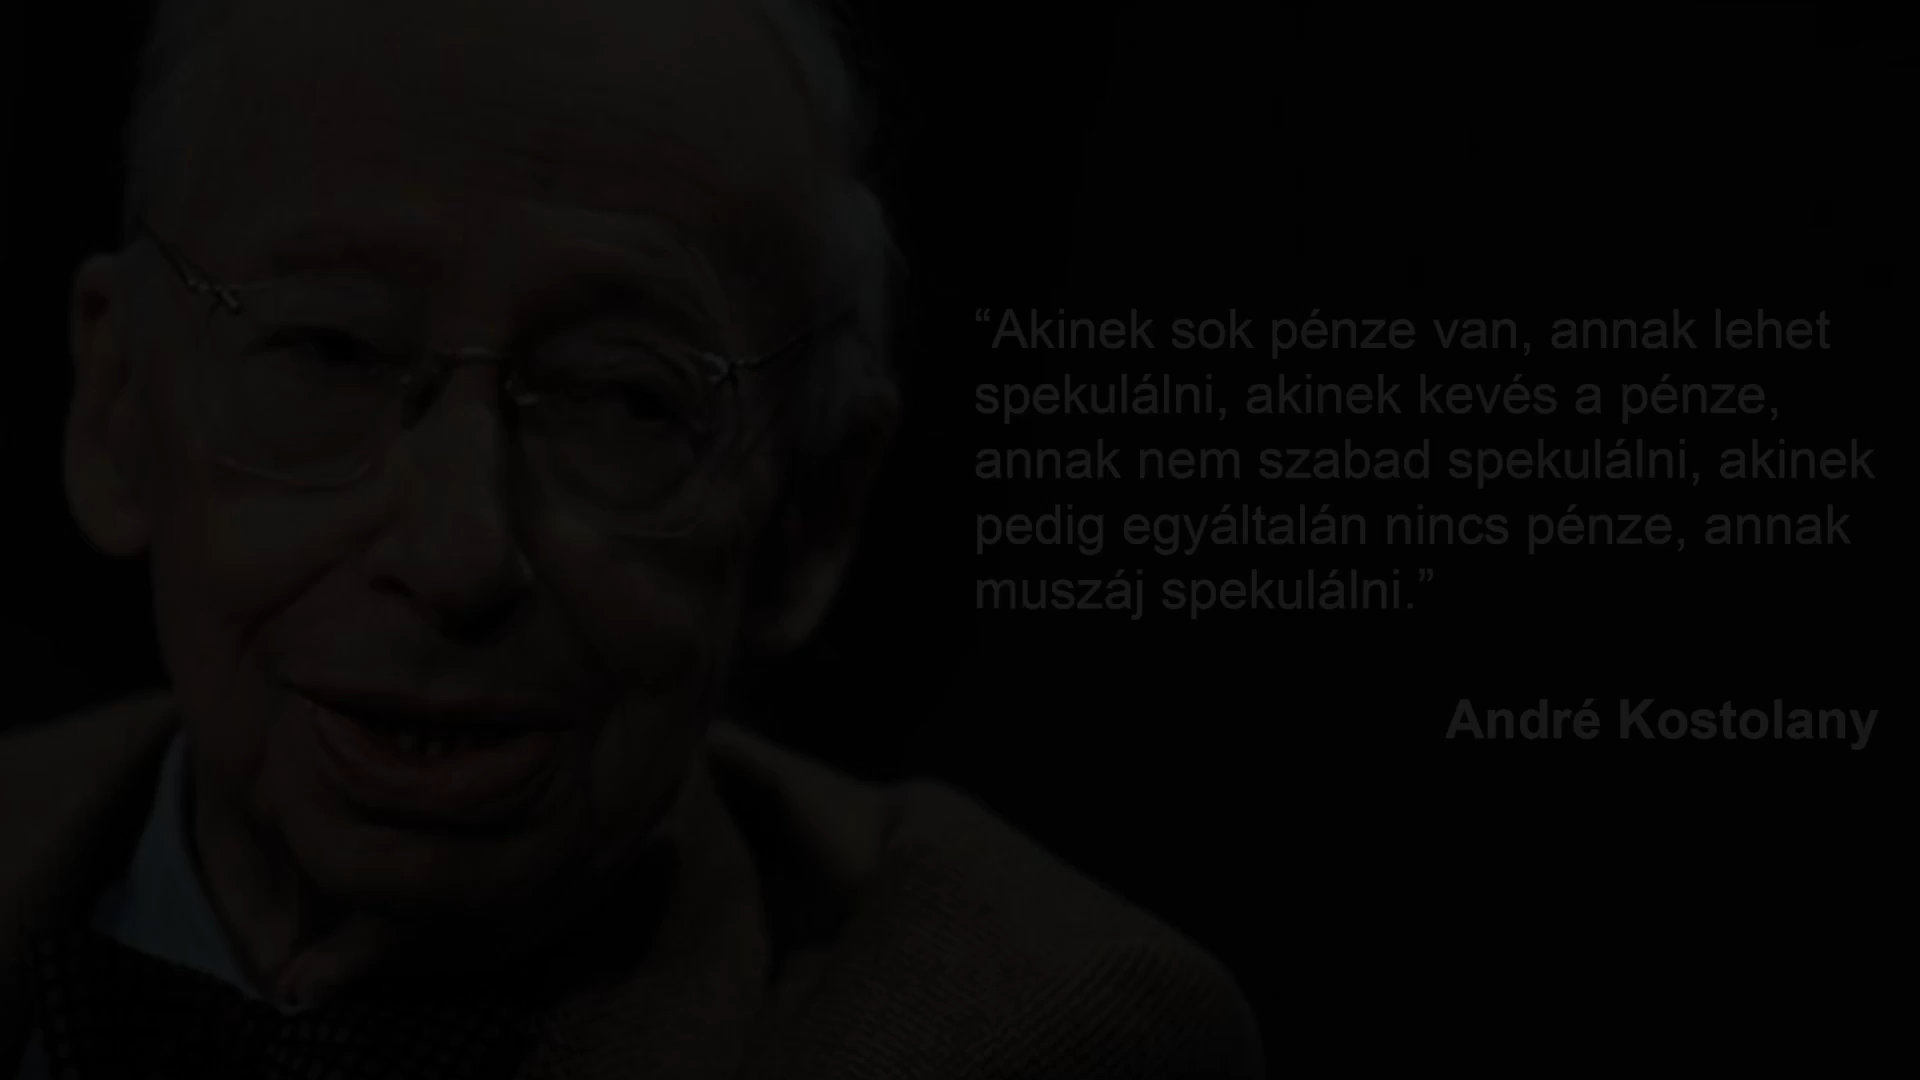 “Akinek sok pénze van, annak lehet
spekulálni, akinek kevés a pénze,
annak nem szabad spekulálni, akinek
pedig egyáltalán nincs pénze, annak
muszáj spekulálni.”
André Kostolany